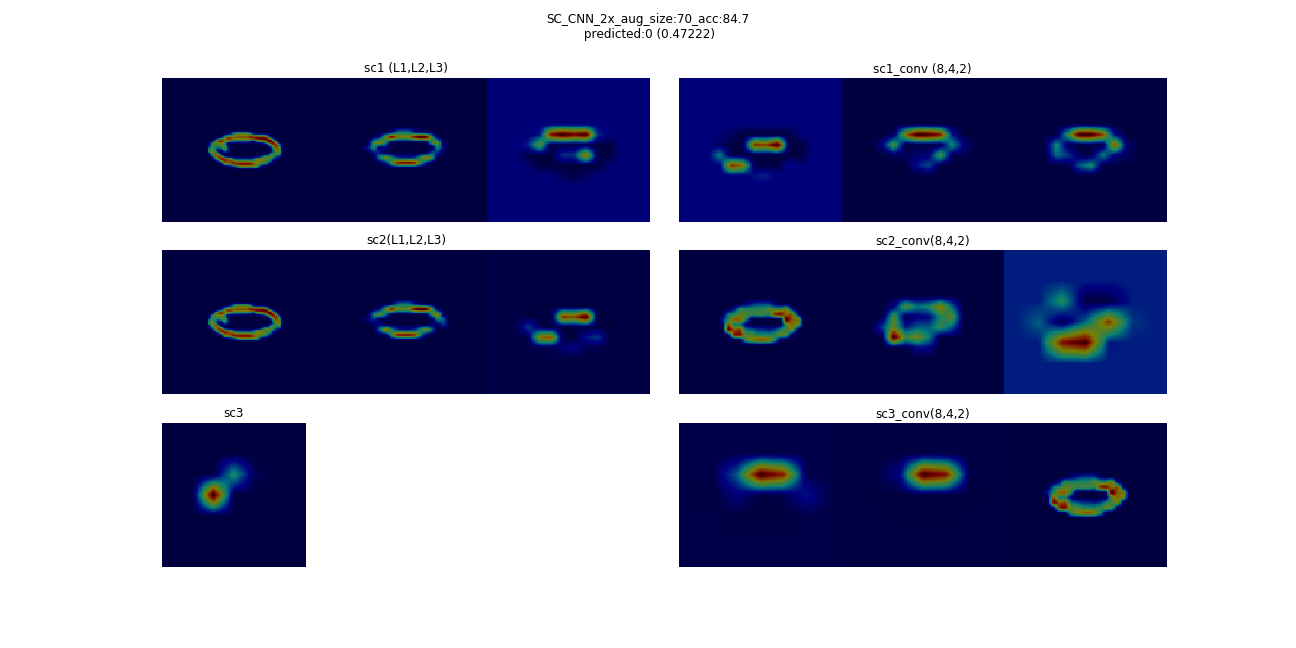 SC_CNN_2x_aug_size:70_acc:84.7
predicted:0 (0.47222)
sc1 (L1,L2,L3)
sc1_conv (8,4,2)
sc2(L1,L2,L3)
sc2_conv(8,4,2)
sc3
sc3_conv(8,4,2)